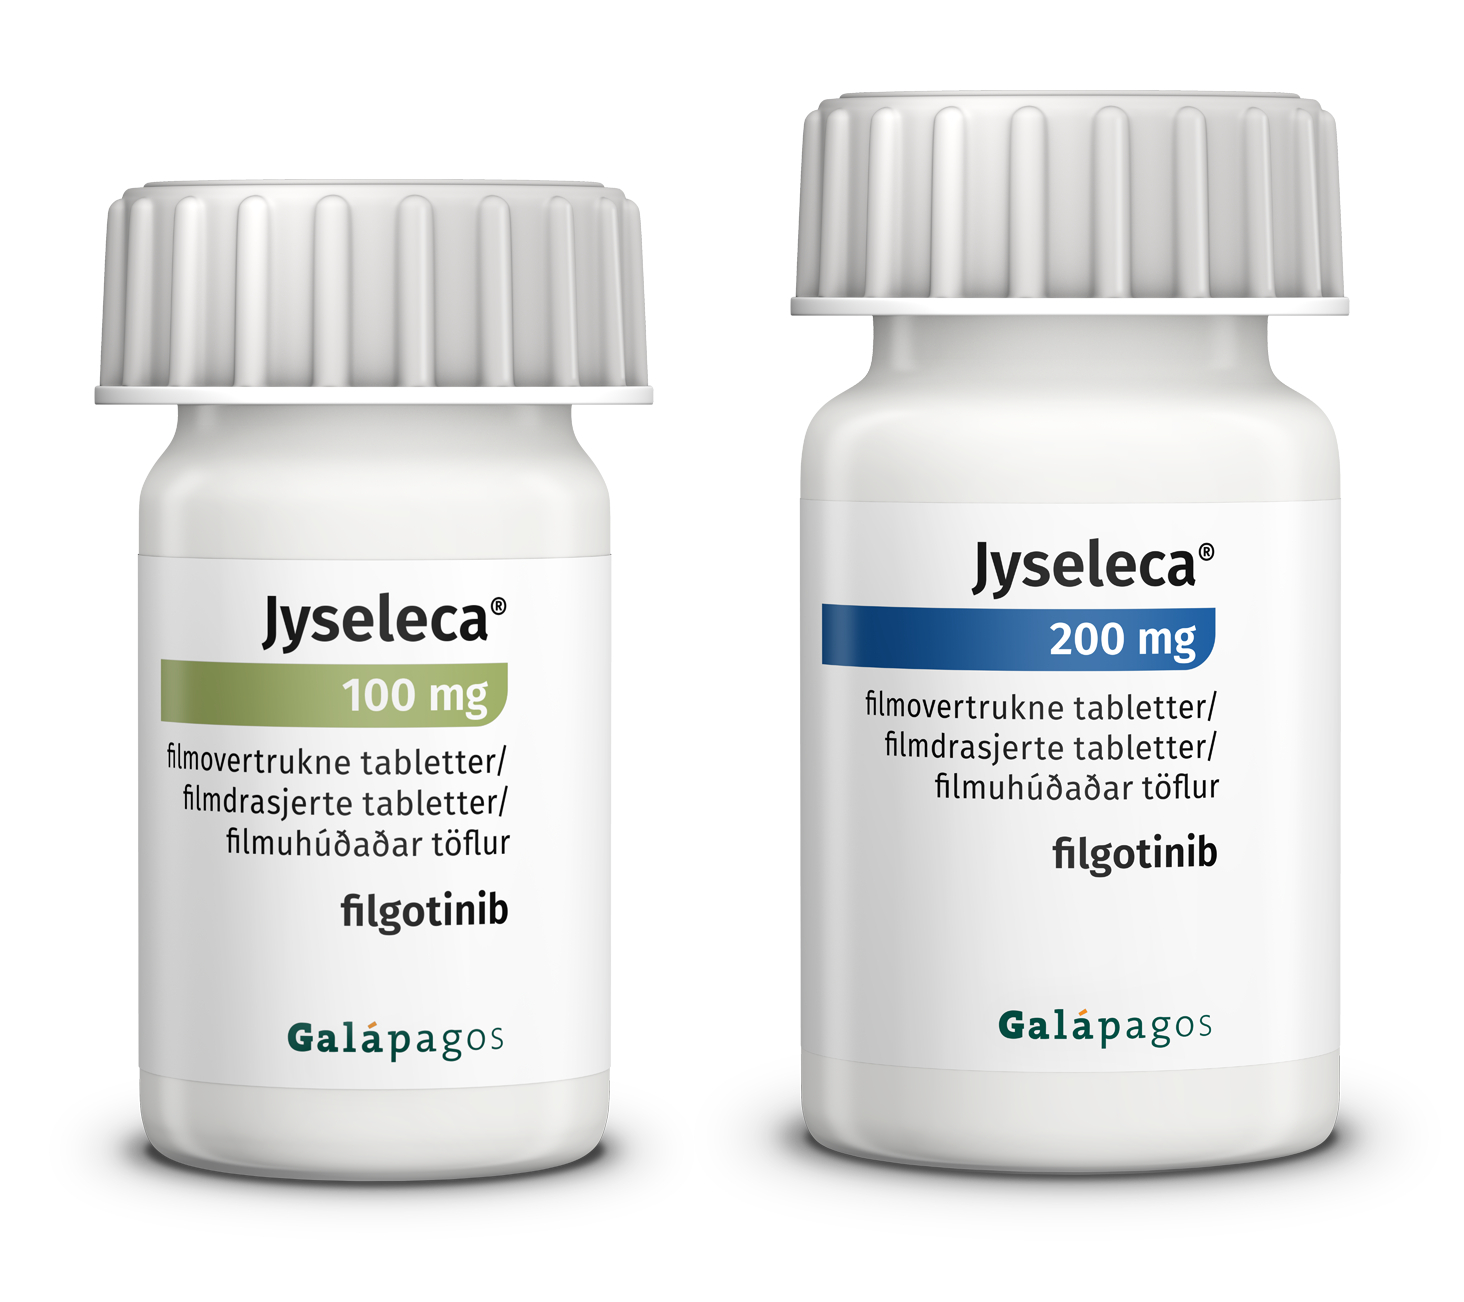 Jyseleca®
100 mg
filmovertrukne tabletter/
filmdrasjerte tabletter/
filmuhúðaðar töflur
filgotinib
Galápagos
Jyseleca®
200 mg
filmovertrukne tabletter/
filmdrasjerte tabletter/
filmuhúðaðar töflur
filgotinib
Galápagos